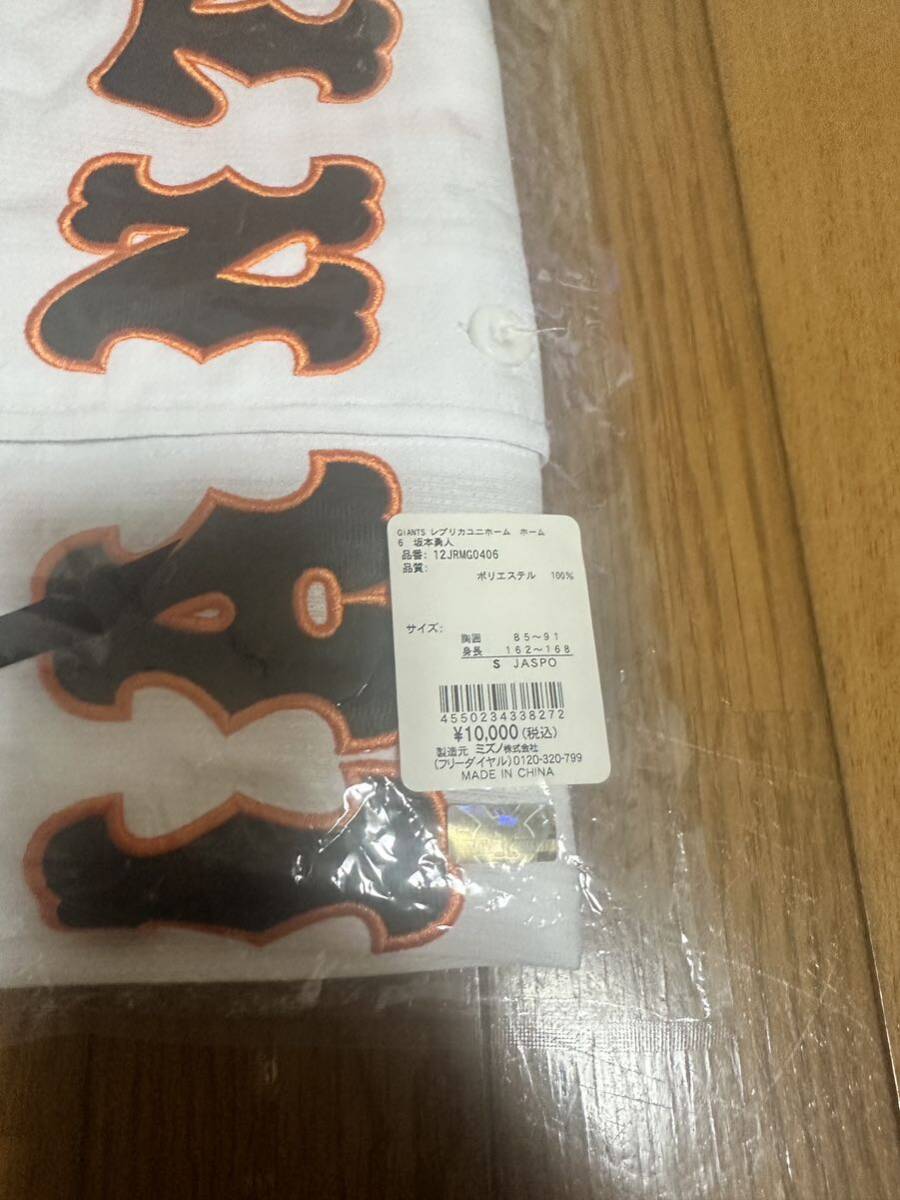 GIANTS レプリカユニホーム ホーム
6 坂本勇人
品番: 12JRMG0406
品質:
ポリエステル 100%
サイズ:
胸囲 85~91
身長 162~168
S JASPO
4550234338272
¥10,000(税込)
製造元 ミズノ株式会社
(フリーダイヤル)0120-320-799
MADE IN CHINA